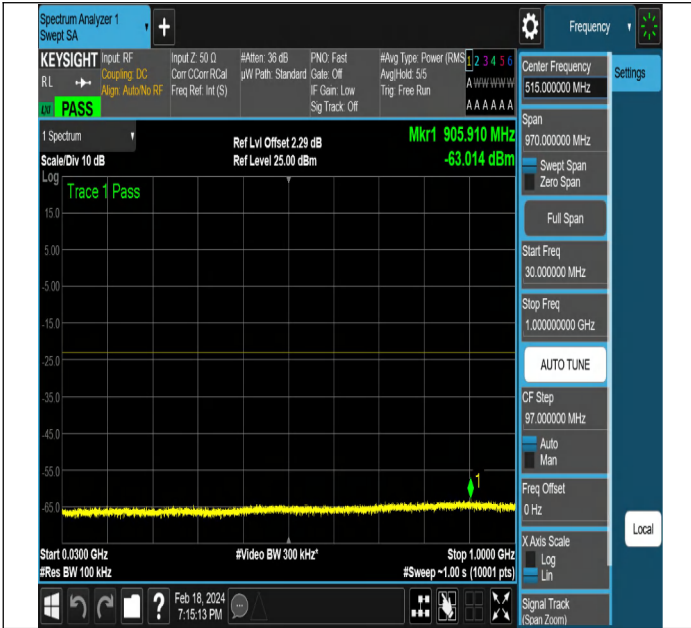 Spectrum Analyzer 1
Swept SA
+
Frequency
KEYSIGHT
RL
PASS
Input: RF
Coupling: DC
Align: Auto/No RF
Input Z: 50 Ω
Corr CCorr RCal
Freq Ref: Int (S)
#Atten: 36 dB
µW Path: Standard
PNO: Fast
Gate: Off
IF Gain: Low
Sig Track: Off
#Avg Type: Power (RMS
Avg|Hold: 5/5
Trig: Free Run
1 2 3 4 5 6
A W W W W W
A A A A A A
1 Spectrum
Scale/Div 10 dB
Log
Ref Lvl Offset 2.29 dB
Ref Level 25.00 dBm
Mkr1 905.910 MHz
-63.014 dBm
Trace 1 Pass
15.0
5.00
-5.00
-15.0
-25.0
-35.0
-45.0
-55.0
-65.0
1
Start 0.0300 GHz
#Res BW 100 kHz
#Video BW 300 kHz*
Stop 1.0000 GHz
#Sweep ~1.00 s (10001 pts)
?
Feb 18, 2024
7:15:13 PM
Center Frequency
515.000000 MHz
Span
970.000000 MHz
Swept Span
Zero Span
Full Span
Start Freq
30.000000 MHz
Stop Freq
1.000000000 GHz
AUTO TUNE
CF Step
97.000000 MHz
Auto
Man
Freq Offset
0 Hz
X Axis Scale
Log
Lin
Signal Track
(Span Zoom)
Settings
Local